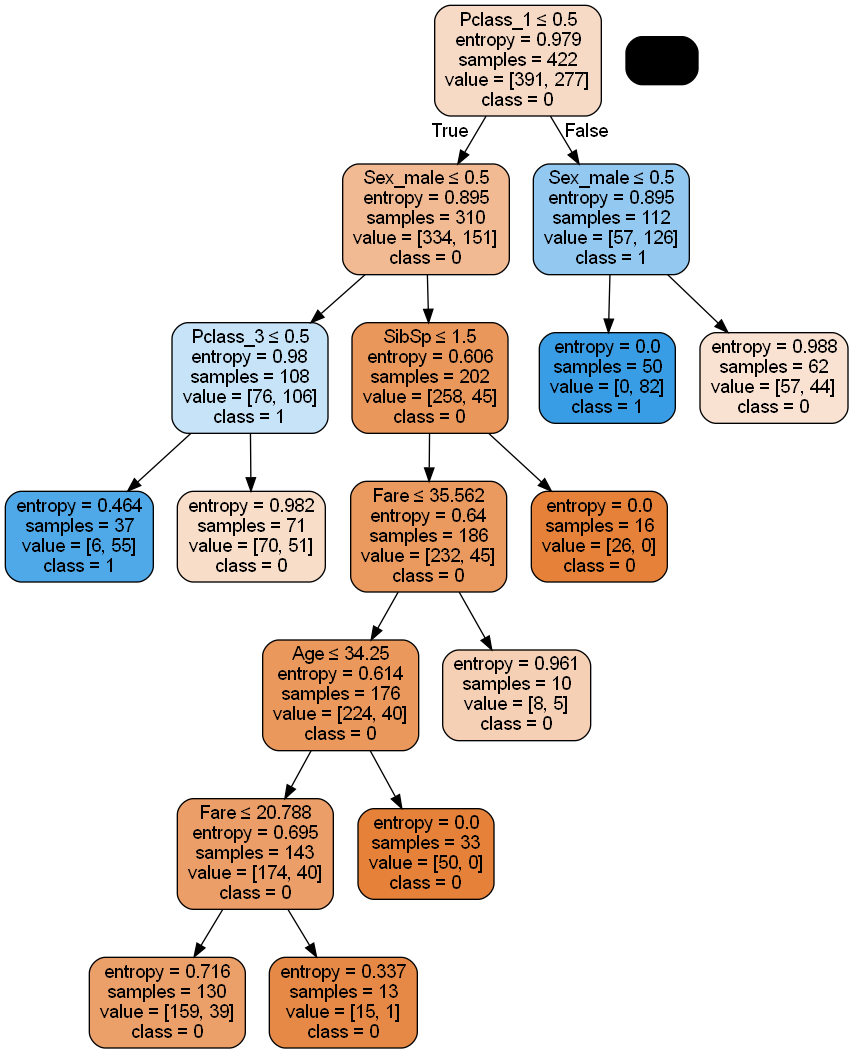 Pclass_1 ≤ 0.5
entropy = 0.979
samples = 422
value = [391, 277]
class = 0
True
False
Sex_male ≤ 0.5
entropy = 0.895
samples = 310
value = [334, 151]
class = 0
Sex_male ≤ 0.5
entropy = 0.895
samples = 112
value = [57, 126]
class = 1
Pclass_3 ≤ 0.5
entropy = 0.98
samples = 108
value = [76, 106]
class = 1
SibSp ≤ 1.5
entropy = 0.606
samples = 202
value = [258, 45]
class = 0
entropy = 0.0
samples = 50
value = [0, 82]
class = 1
entropy = 0.988
samples = 62
value = [57, 44]
class = 0
entropy = 0.464
samples = 37
value = [6, 55]
class = 1
entropy = 0.982
samples = 71
value = [70, 51]
class = 0
Fare ≤ 35.562
entropy = 0.64
samples = 186
value = [232, 45]
class = 0
entropy = 0.0
samples = 16
value = [26, 0]
class = 0
Age ≤ 34.25
entropy = 0.614
samples = 176
value = [224, 40]
class = 0
entropy = 0.961
samples = 10
value = [8, 5]
class = 0
Fare ≤ 20.788
entropy = 0.695
samples = 143
value = [174, 40]
class = 0
entropy = 0.0
samples = 33
value = [50, 0]
class = 0
entropy = 0.716
samples = 130
value = [159, 39]
class = 0
entropy = 0.337
samples = 13
value = [15, 1]
class = 0